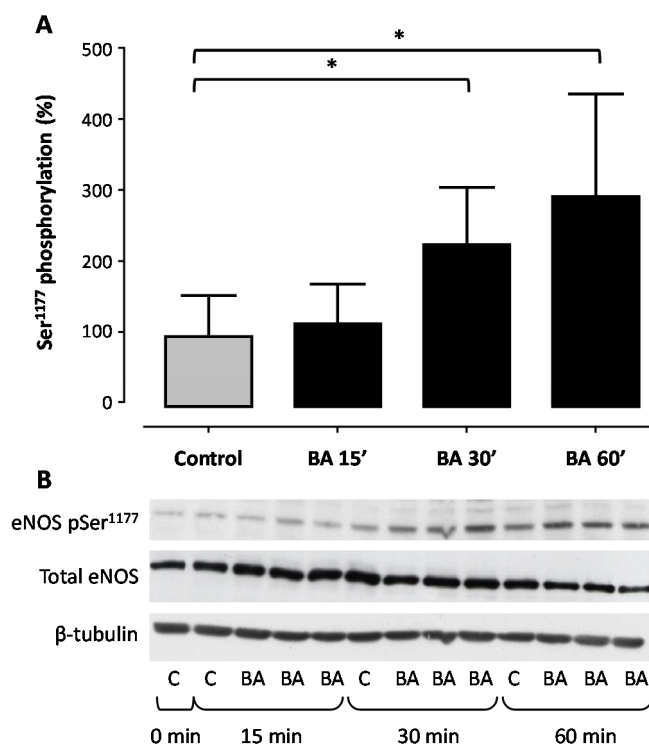 A
500
*
*
400
300
200
100
0
Ser1177 phosphorylation (%)
Control BA 15’ BA 30’ BA 60’
B
eNOS pSer1177
Total eNOS
β-tubulin
C C BA BA BA C BA BA BA C BA BA BA
0 min 15 min 30 min 60 min